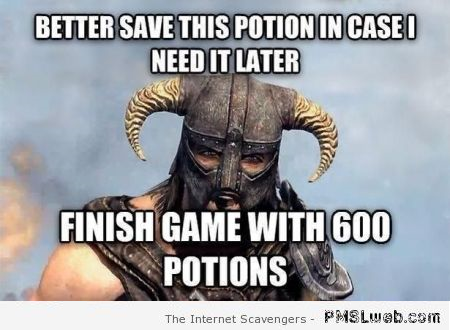 BETTER SAVE THIS POTION IN CASE I
NEED IT LATER
FINISH GAME WITH 600
POTIONS
The Internet Scavengers - PMSLweb.com